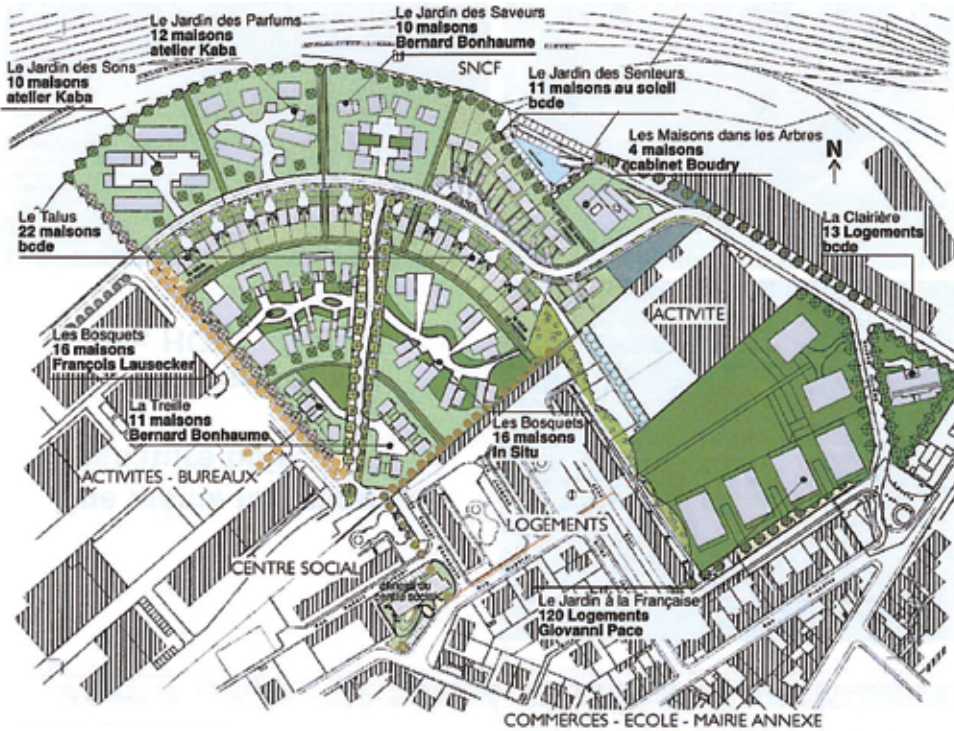 Le Jardin des Parfums
12 maisons
atelier Kaba
Le Jardin des Saveurs
10 maisons
Bernard Bonhaume
SNCF
Le Jardin des Sons
10 maisons
atelier Kaba
Le Jardin des Senteurs
11 maisons au soleil
bcde
Les Maisons dans les Arbres
4 maisons
cabinet Boudry
N
Le Talus
22 maisons
bcde
La Clairière
13 Logements
bcde
ACTIVITE
Les Bosquets
16 maisons
François Lausecker
La Treille
11 maisons
Bernard Bonhaume
Les Bosquets
16 maisons
In Situ
ACTIVITES - BUREAUX
LOGEMENTS
CENTRE SOCIAL
Le Jardin à la Française
120 Logements
Giovanni Pace
COMMERCES - ECOLE - MAIRIE ANNEXE